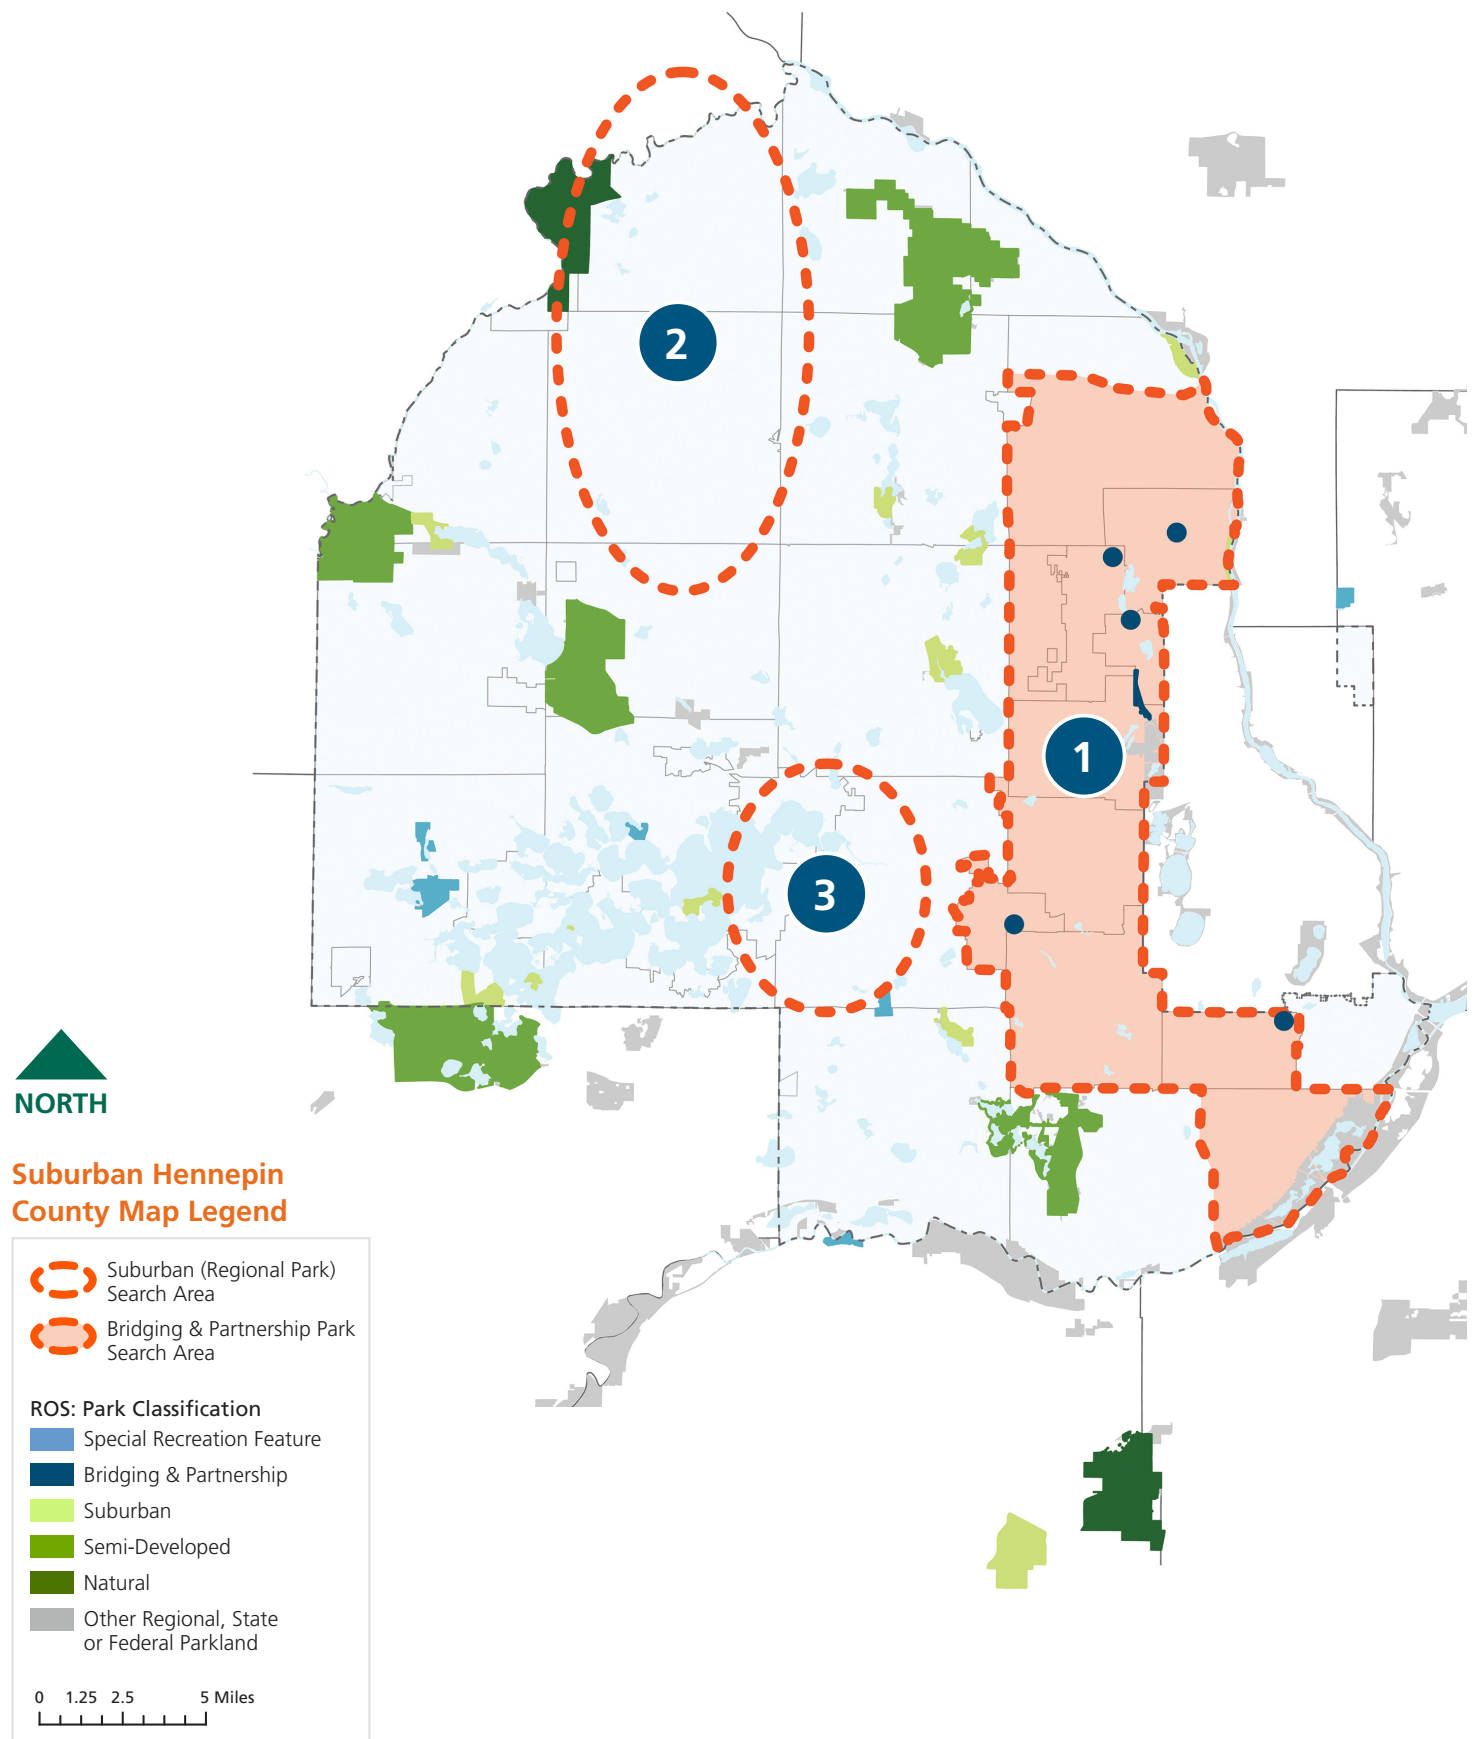 2
1
3
NORTH
Suburban Hennepin
County Map Legend
Suburban (Regional Park)
Search Area
Bridging & Partnership Park
Search Area
ROS: Park Classification
Special Recreation Feature
Bridging & Partnership
Suburban
Semi-Developed
Natural
Other Regional, State
or Federal Parkland
0 1.25 2.5 5 Miles